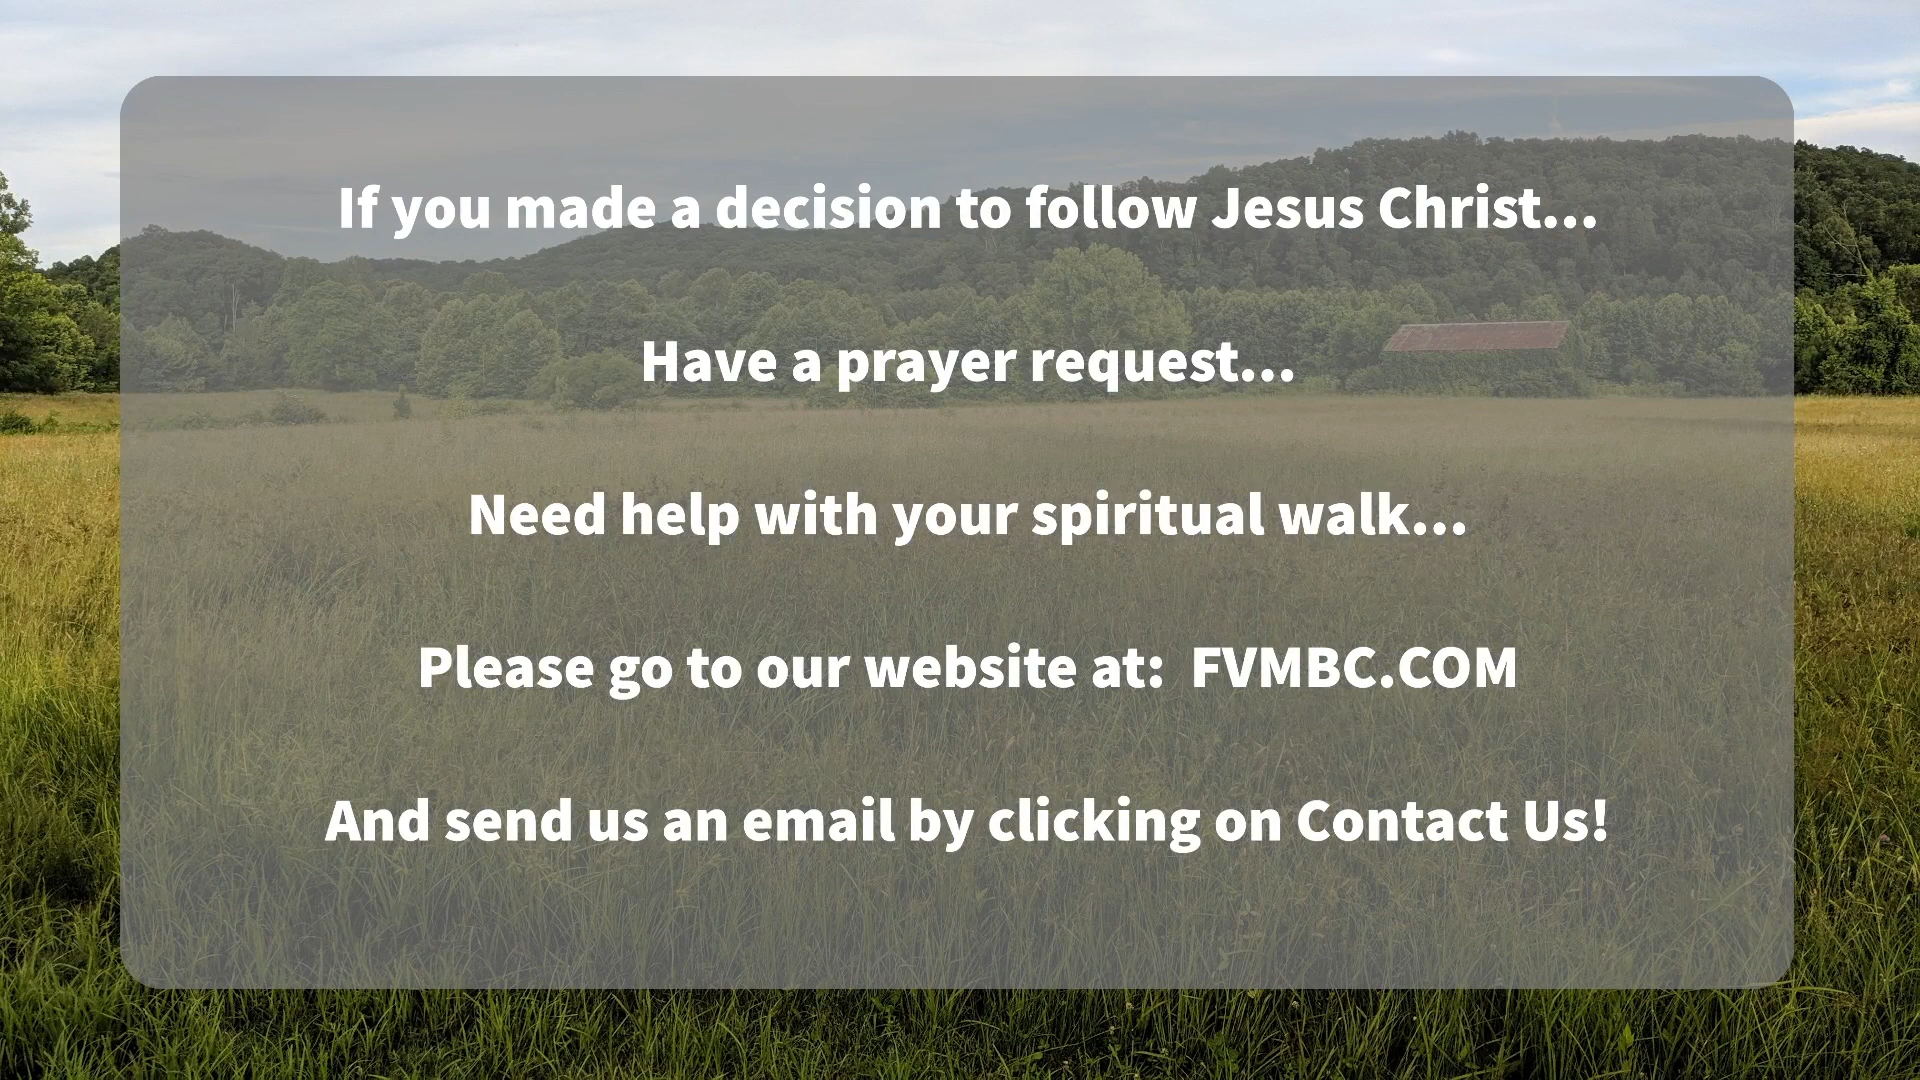 If you made a decision to follow Jesus Christ...
Have a prayer request...
Need help with your spiritual walk...
Please go to our website at:  FVMBC.COM
And send us an email by clicking on Contact Us!